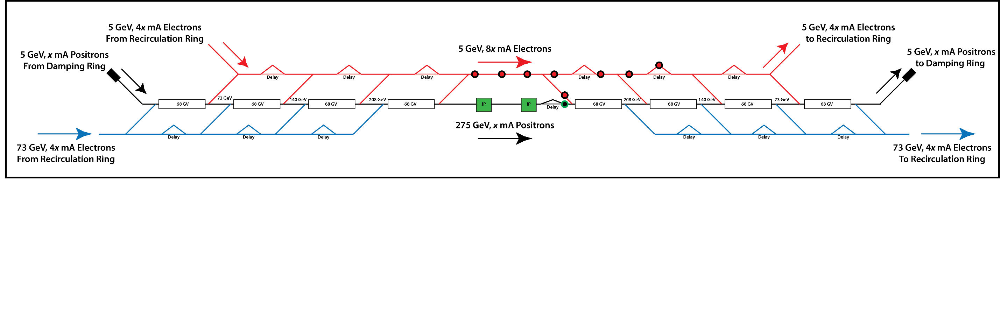 5 GeV, 4x mA Electrons
From Recirculation Ring
5 GeV, x mA Positrons
From Damping Ring
5 GeV, 8x mA Electrons
5 GeV, 4x mA Electrons
to Recirculation Ring
5 GeV, x mA Positrons
to Damping Ring
Delay
Delay
Delay
Delay
Delay
Delay
68 GV
73 GeV
68 GV
140 GeV
68 GV
208 GeV
68 GV
IP
IP
Delay
68 GV
208 GeV
68 GV
140 GeV
68 GV
73 GeV
68 GV
275 GeV, x mA Positrons
Delay
Delay
Delay
Delay
Delay
Delay
73 GeV, 4x mA Electrons
From Recirculation Ring
73 GeV, 4x mA Electrons
To Recirculation Ring